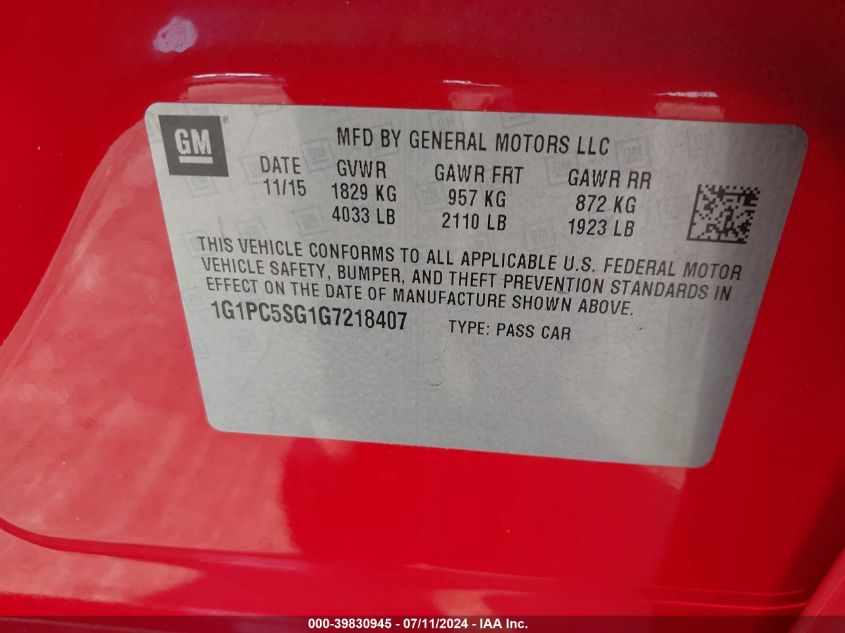 GM
MFD BY GENERAL MOTORS LLC
DATE GVWR GAWR FRT GAWR RR
11/15 1829 KG 957 KG 872 KG
4033 LB 2110 LB 1923 LB
THIS VEHICLE CONFORMS TO ALL APPLICABLE U.S. FEDERAL MOTOR
VEHICLE SAFETY, BUMPER, AND THEFT PREVENTION STANDARDS IN
EFFECT ON THE DATE OF MANUFACTURE SHOWN ABOVE.
1G1PC5SG1G7218407 TYPE: PASS CAR
000-39830945 - 07/11/2024 - IAA Inc.